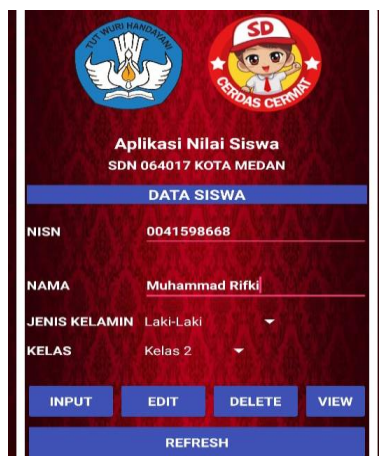 TUT WURI HANDAYANI
SD
CERDAS CERMAT
Aplikasi Nilai Siswa
SDN 064017 KOTA MEDAN
DATA SISWA
NISN 0041598668
NAMA Muhammad Rifki
JENIS KELAMIN Laki-Laki
KELAS Kelas 2
INPUT EDIT DELETE VIEW
REFRESH